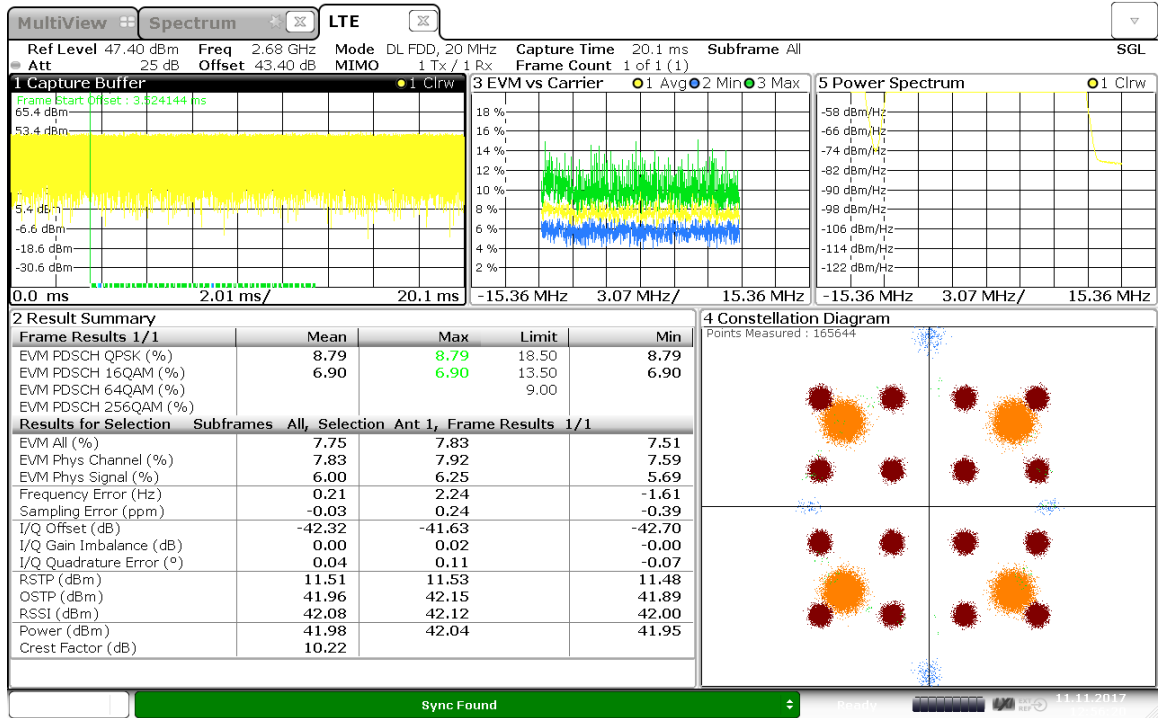 MultiView Spectrum LTE
Ref Level 47.40 dBm Freq 2.68 GHz Mode DL FDD, 20 MHz Capture Time 20.1 ms Subframe All SGL
Att 25 dB Offset 43.40 dB MIMO 1 Tx / 1 Rx Frame Count 1 of 1 (1)
1 Capture Buffer 1 Clrw
Frame Start Offset : 3.524144 ms
65.4 dBm
53.4 dBm
5.4 dBm
-6.6 dBm
-18.6 dBm
-30.6 dBm
0.0 ms 2.01 ms/ 20.1 ms
3 EVM vs Carrier 1 Avg 2 Min 3 Max
18 %
16 %
14 %
12 %
10 %
8 %
6 %
4 %
2 %
-15.36 MHz 3.07 MHz/ 15.36 MHz
5 Power Spectrum 1 Clrw
-58 dBm/Hz
-66 dBm/Hz
-74 dBm/Hz
-82 dBm/Hz
-90 dBm/Hz
-98 dBm/Hz
-106 dBm/Hz
-114 dBm/Hz
-122 dBm/Hz
-15.36 MHz 3.07 MHz/ 15.36 MHz
2 Result Summary
Frame Results 1/1 Mean Max Limit Min
EVM PDSCH QPSK (%) 8.79 8.79 18.50 8.79
EVM PDSCH 16QAM (%) 6.90 6.90 13.50 6.90
EVM PDSCH 64QAM (%) 9.00
EVM PDSCH 256QAM (%)
Results for Selection Subframes All, Selection Ant 1, Frame Results 1/1
EVM All (%) 7.75 7.83 7.51
EVM Phys Channel (%) 7.83 7.92 7.59
EVM Phys Signal (%) 6.00 6.25 5.69
Frequency Error (Hz) 0.21 2.24 -1.61
Sampling Error (ppm) -0.03 0.24 -0.39
I/Q Offset (dB) -42.32 -41.63 -42.70
I/Q Gain Imbalance (dB) 0.00 0.02 -0.00
I/Q Quadrature Error (°) 0.04 0.11 -0.07
RSTP (dBm) 11.51 11.53 11.48
OSTP (dBm) 41.96 42.15 41.89
RSSI (dBm) 42.08 42.12 42.00
Power (dBm) 41.98 42.04 41.95
Crest Factor (dB) 10.22
4 Constellation Diagram
Points Measured : 165644
Sync Found
Ready
11.11.2017